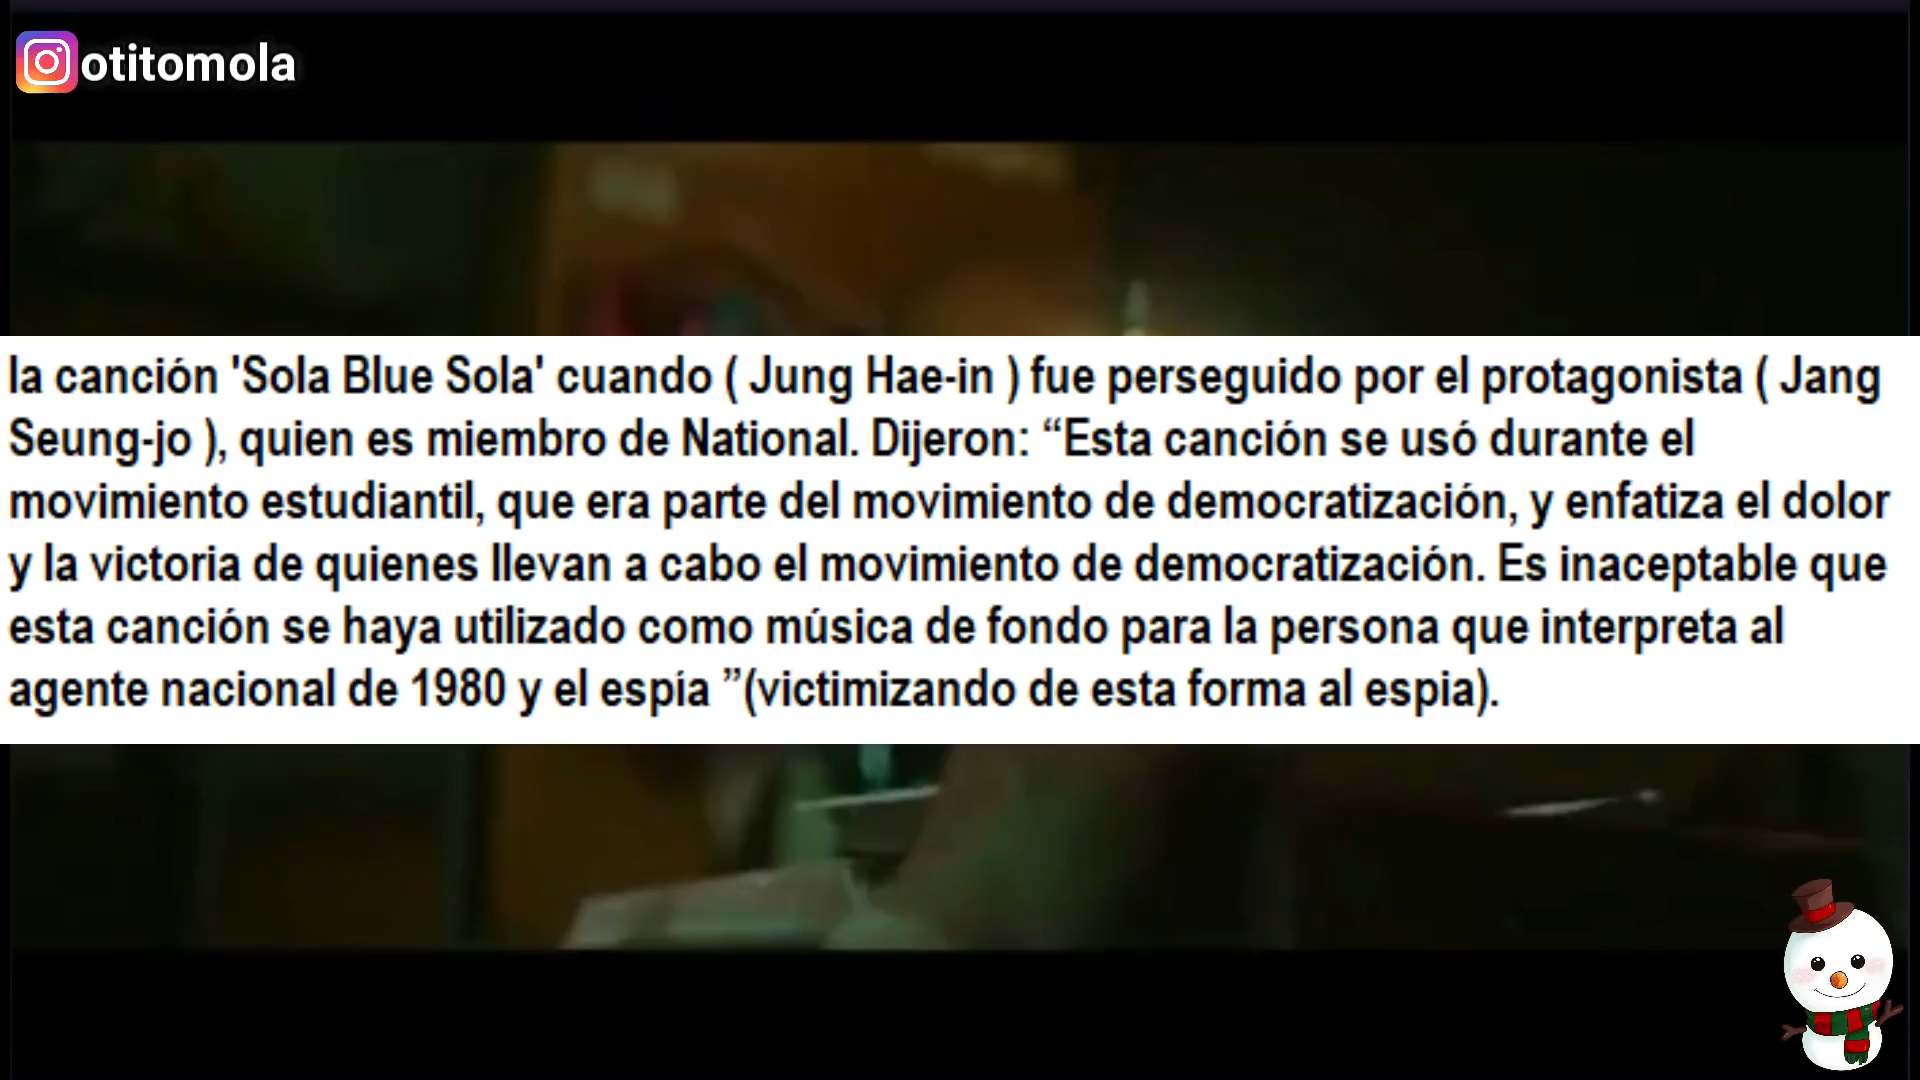 otitomola
la canción 'Sola Blue Sola' cuando ( Jung Hae-in ) fue perseguido por el protagonista ( Jang
Seung-jo ), quien es miembro de National. Dijeron: “Esta canción se usó durante el
movimiento estudiantil, que era parte del movimiento de democratización, y enfatiza el dolor
y la victoria de quienes llevan a cabo el movimiento de democratización. Es inaceptable que
esta canción se haya utilizado como música de fondo para la persona que interpreta al
agente nacional de 1980 y el espía ”(victimizando de esta forma al espia).